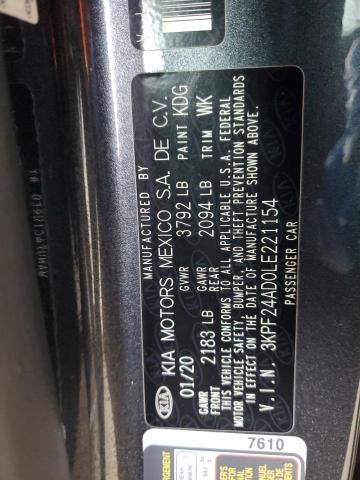 MANUFACTURED BY
KIA KIA MOTORS MEXICO S.A. DE C.V.
01/20 GVWR 3792 LB PAINT KDG
GAWR FRONT 2183 LB GAWR REAR 2094 LB TRIM WK
THIS VEHICLE CONFORMS TO ALL APPLICABLE U.S.A. FEDERAL
MOTOR VEHICLE SAFETY, BUMPER, AND THEFT PREVENTION STANDARDS
IN EFFECT ON THE DATE OF MANUFACTURE SHOWN ABOVE.
V.I.N. 3KPF24AD0LE221154
PASSENGER CAR
7610